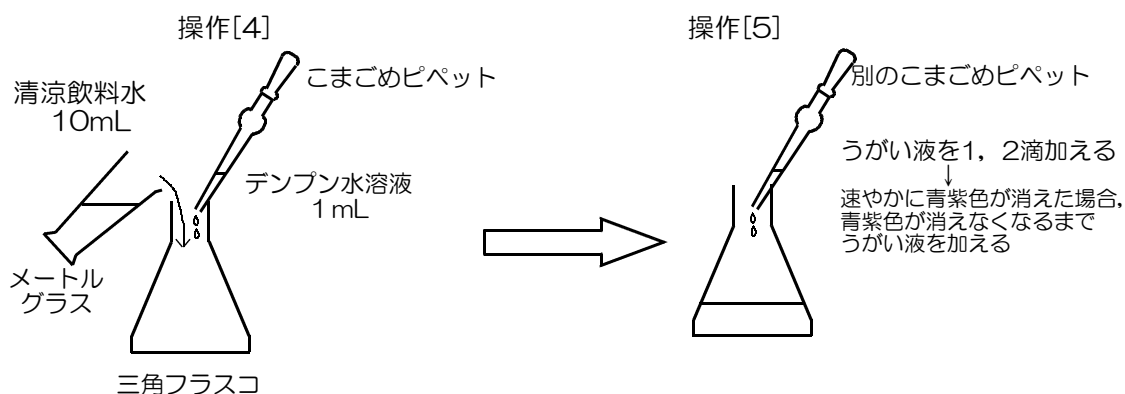 操作[4]
清涼飲料水
10mL
こまごめピペット
デンプン水溶液
1mL
メートル
グラス
三角フラスコ
操作[5]
別のこまごめピペット
うがい液を1，2滴加える
↓
速やかに青紫色が消えた場合，
青紫色が消えなくなるまで
うがい液を加える